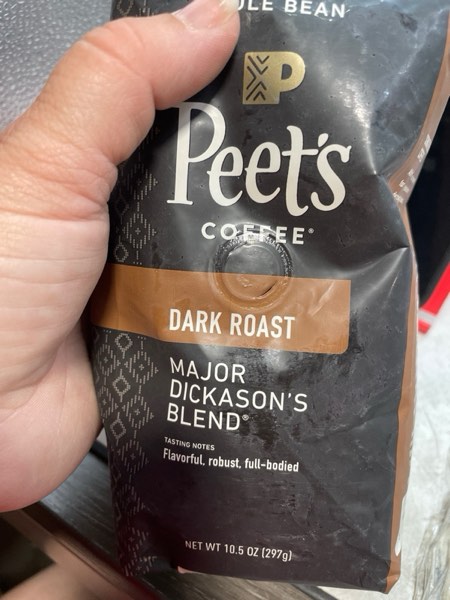 BEAN
P
Peet's
COFFEE®
DARK ROAST
MAJOR
DICKASON'S
BLEND®
TASTING NOTES
Flavorful, robust, full-bodied
NET WT 10.5 OZ (297g)